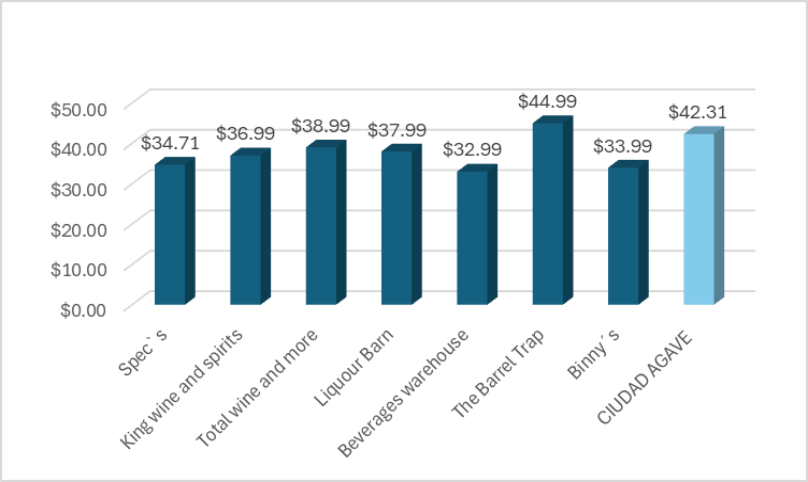 $50.00
$40.00
$30.00
$20.00
$10.00
$0.00
$34.71
$36.99
$38.99
$37.99
$32.99
$44.99
$33.99
$42.31
Spec`s
King wine and spirits
Total wine and more
Liquour Barn
Beverages warehouse
The Barrel Trap
Binny´s
CIUDAD AGAVE